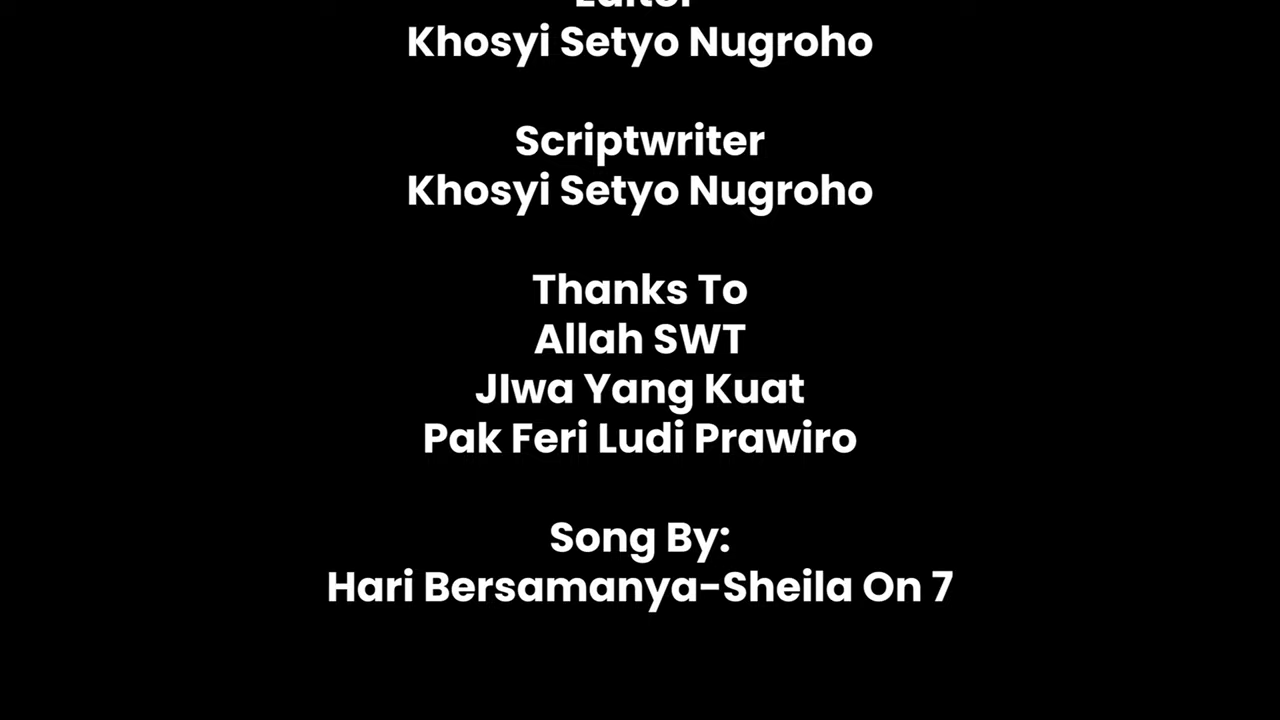 Editor
Khosyi Setyo Nugroho
Scriptwriter
Khosyi Setyo Nugroho
Thanks To
Allah SWT
JIwa Yang Kuat
Pak Feri Ludi Prawiro
Song By:
Hari Bersamanya-Sheila On 7